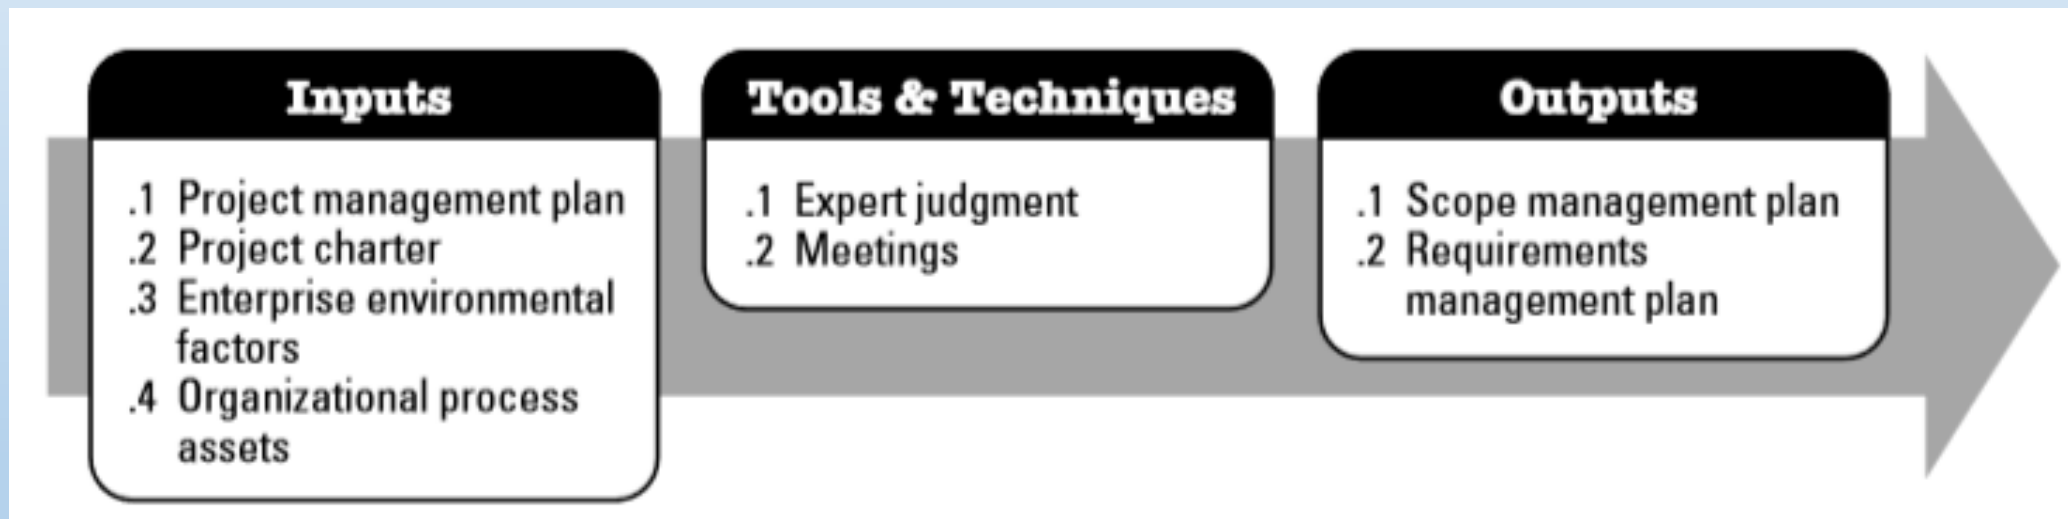 Inputs
.1 Project management plan
.2 Project charter
.3 Enterprise environmental
factors
.4 Organizational process
assets
Tools & Techniques
.1 Expert judgment
.2 Meetings
Outputs
.1 Scope management plan
.2 Requirements
management plan